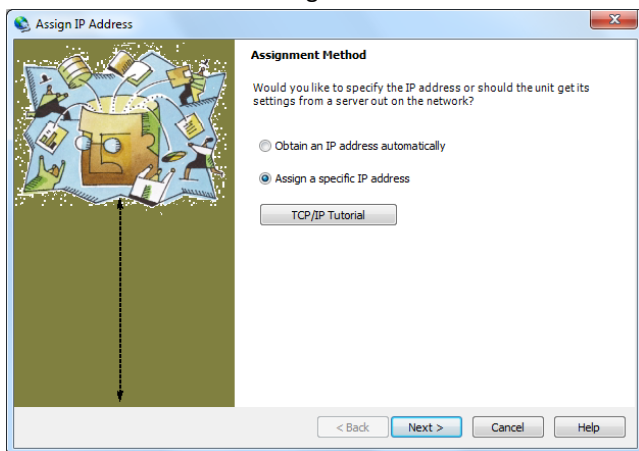 Assign IP Address
Assignment Method
Would you like to specify the IP address or should the unit get its
settings from a server out on the network?
Obtain an IP address automatically
Assign a specific IP address
TCP/IP Tutorial
< Back
Next >
Cancel
Help